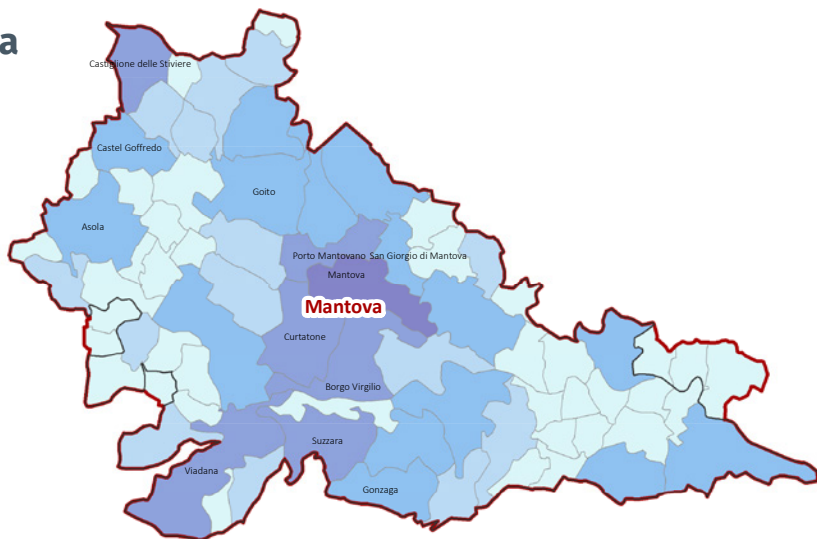 a
Castiglione delle Stiviere
Castel Goffredo
Goito
Asola
Porto Mantovano San Giorgio di Mantova
Mantova
Mantova
Curtatone
Borgo Virgilio
Suzzara
Viadana
Gonzaga